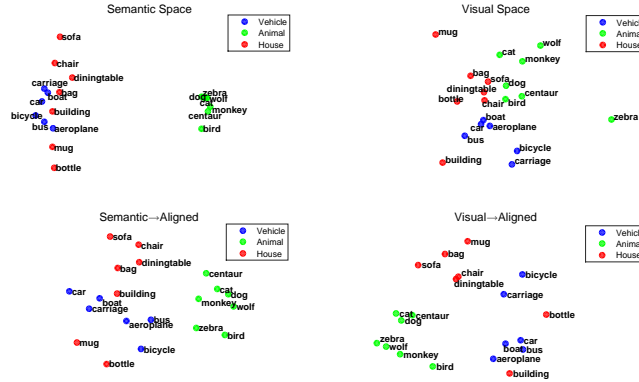 Semantic Space
sofa
chair
diningtable
carriage
bag
boat
car
building
bicycle
bus
aeroplane
mug
bottle
zebra
dog
wolf
cat
monkey
centaur
bird
Vehicle
Animal
House
Visual Space
mug
wolf
cat
monkey
bag
sofa
dog
diningtable
centaur
bottle
chair
bird
zebra
boat
car
aeroplane
bus
bicycle
building
carriage
Vehicle
Animal
House
Semantic→Aligned
sofa
chair
diningtable
bag
centaur
car
building
cat
boat
dog
carriage
monkey
wolf
bus
aeroplane
zebra
bird
mug
bicycle
bottle
Vehicle
Animal
House
Visual→Aligned
mug
bag
sofa
chair
diningtable
bicycle
carriage
cat
centaur
dog
bottle
zebra
wolf
car
boat
bus
monkey
aeroplane
bird
building
Vehicle
Animal
House